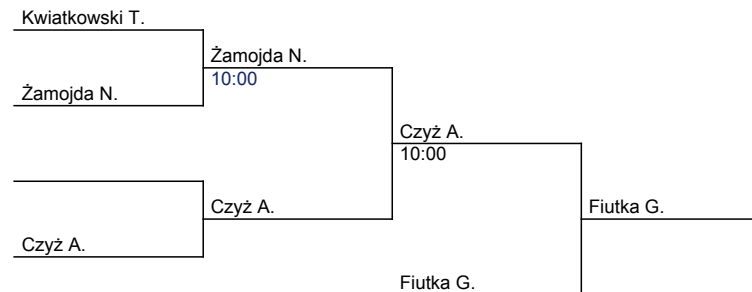 Kwiatkowski T.
Żamojda N.
10:00
Żamojda N.
Czyż A.
10:00
Czyż A.
Fiutka G.
Czyż A.
Fiutka G.